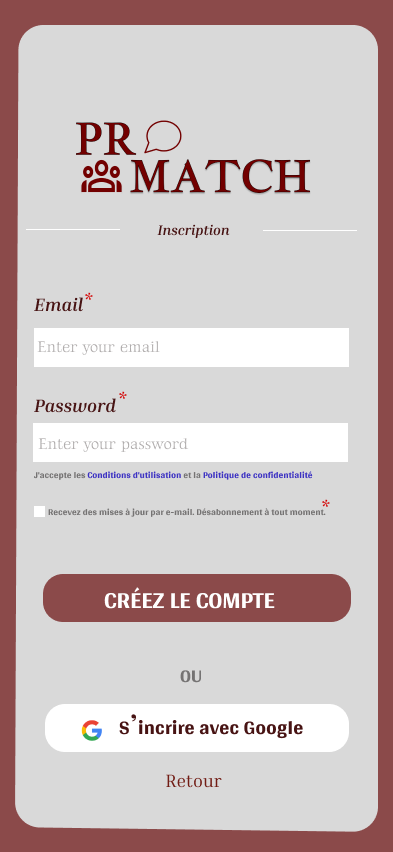 PR
MATCH
Inscription
Email*
Enter your email
Password*
Enter your password
J'accepte les Conditions d'utilisation et la Politique de confidentialité
Recevez des mises à jour par e-mail. Désabonnement à tout moment.*
CRÉEZ LE COMPTE
OU
S'incrire avec Google
Retour